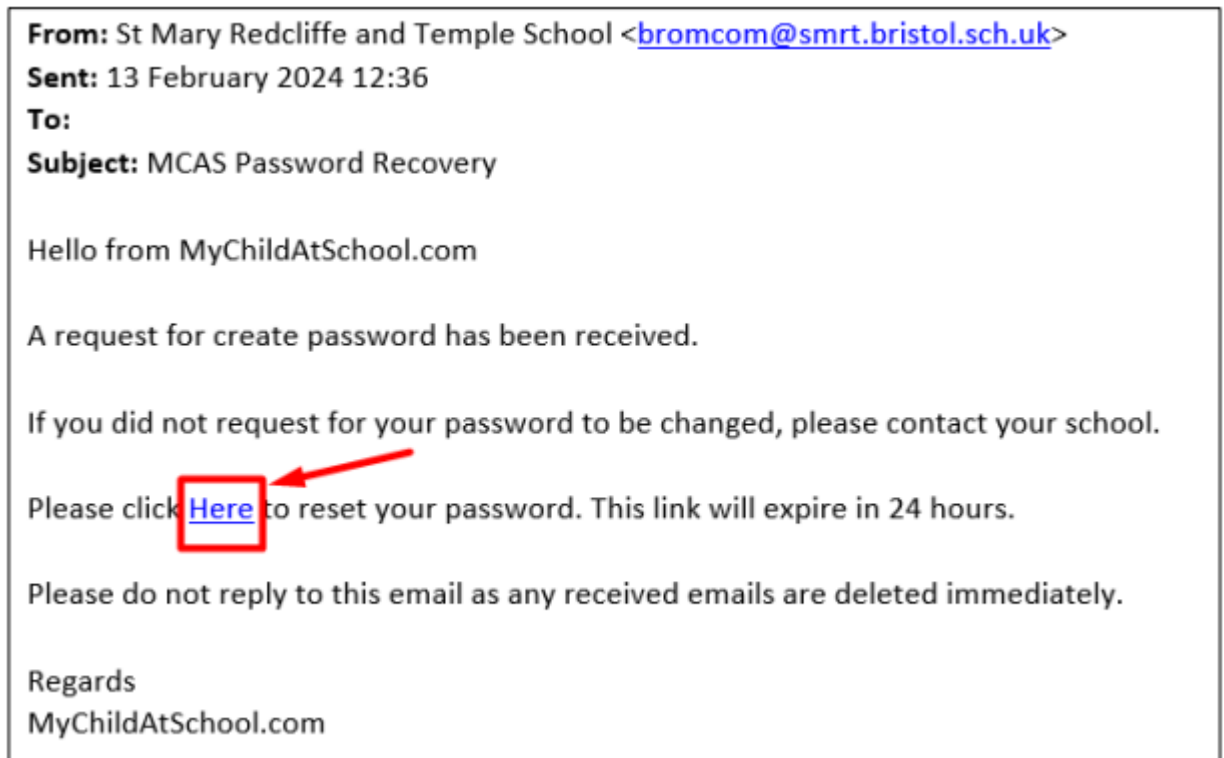 From: St Mary Redcliffe and Temple School <bromcom@smrt.bristol.sch.uk>
Sent: 13 February 2024 12:36
To:
Subject: MCAS Password Recovery
Hello from MyChildAtSchool.com
A request for create password has been received.
If you did not request for your password to be changed, please contact your school.
Please click Here to reset your password. This link will expire in 24 hours.
Please do not reply to this email as any received emails are deleted immediately.
Regards
MyChildAtSchool.com